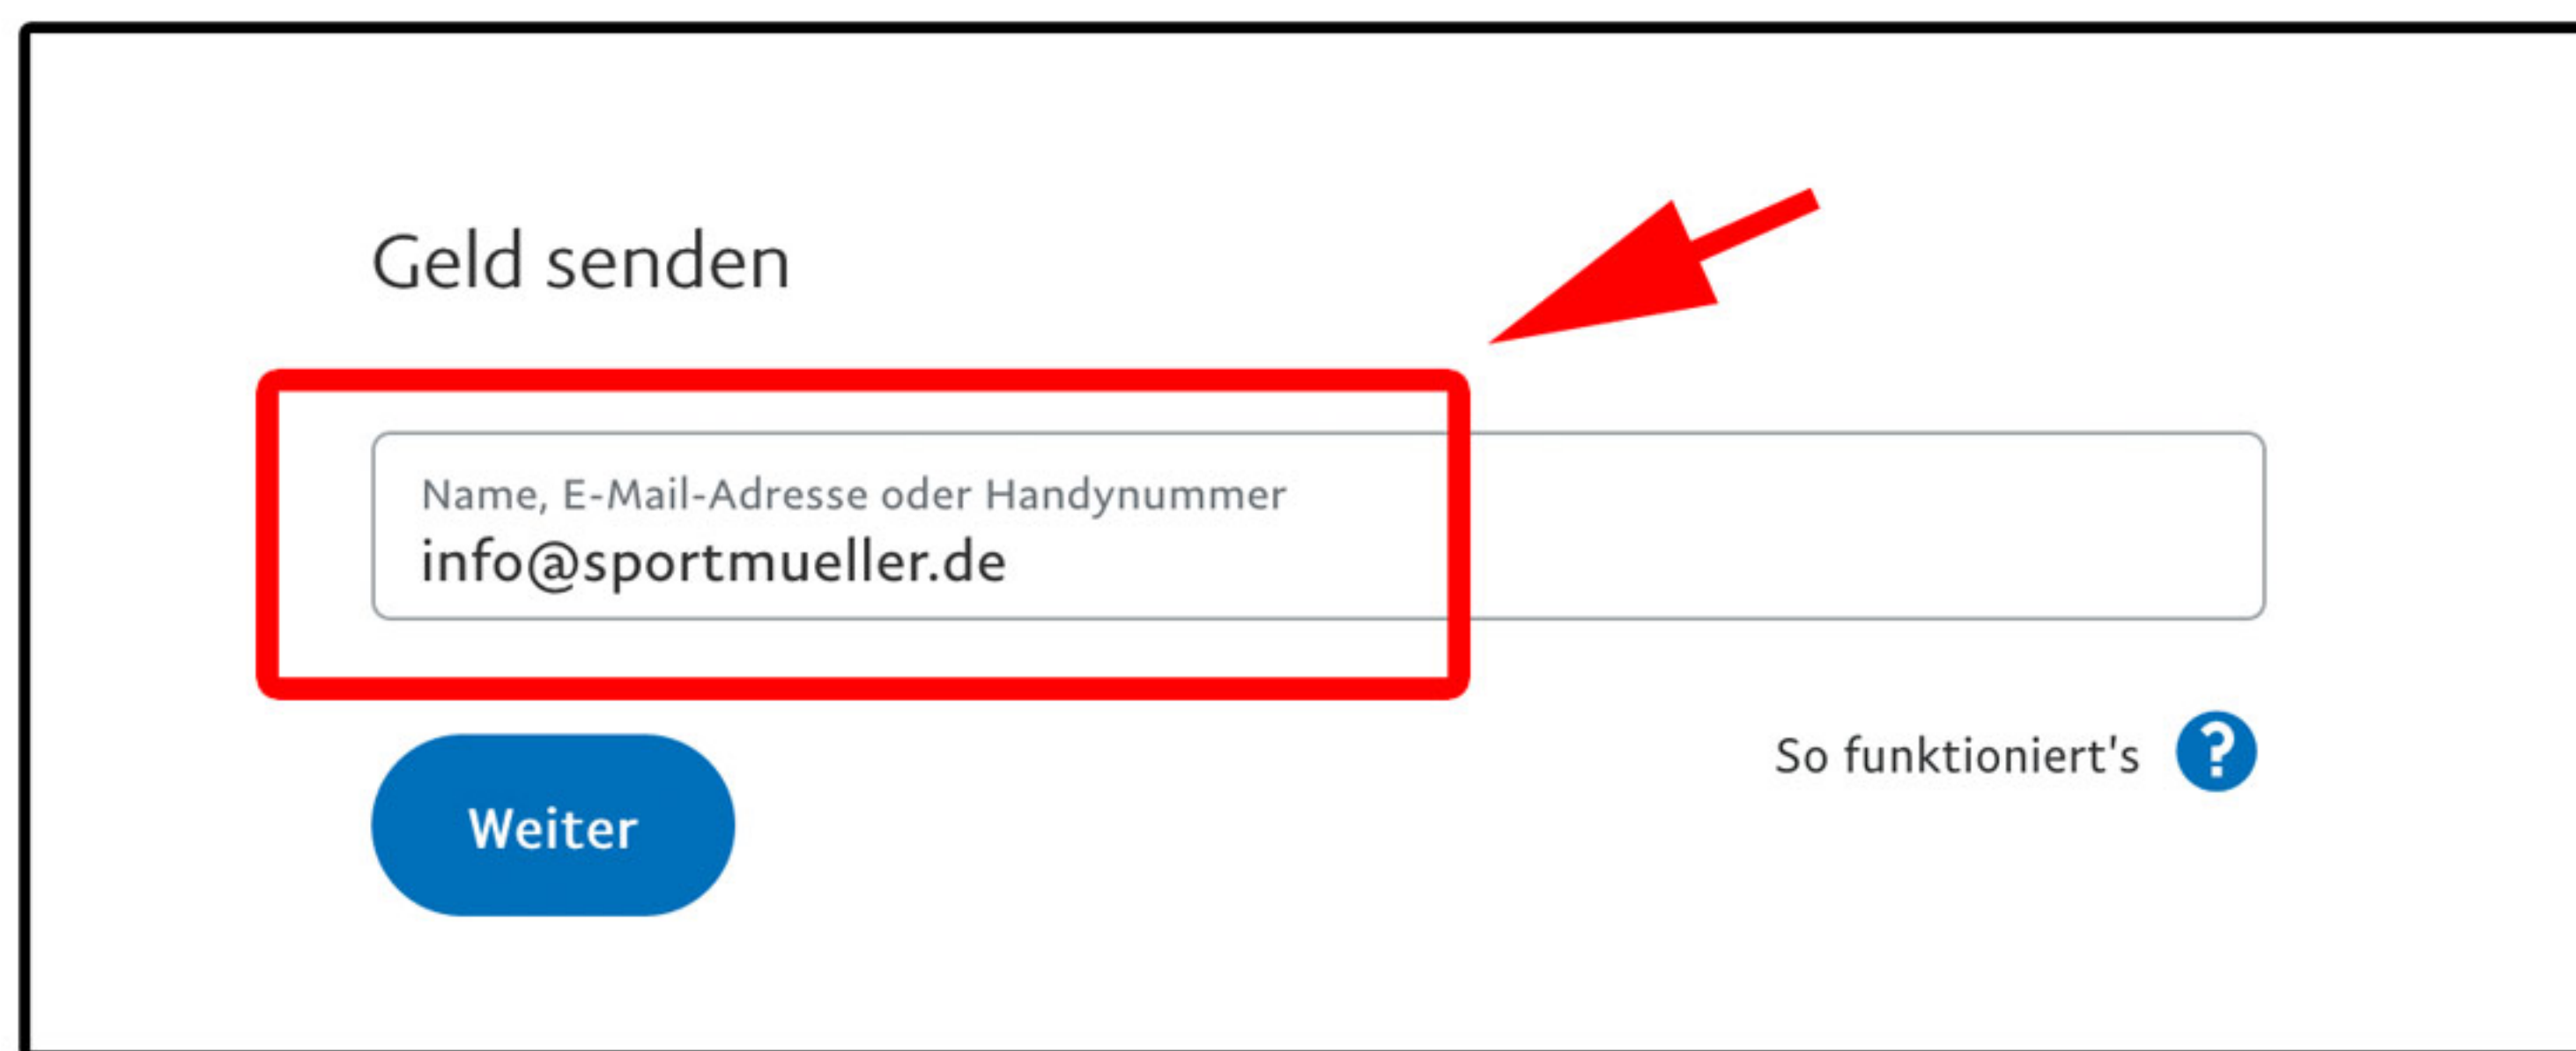 Geld senden
Name, E-Mail-Adresse oder Handynummer
info@sportmueller.de
So funktioniert's ?
Weiter